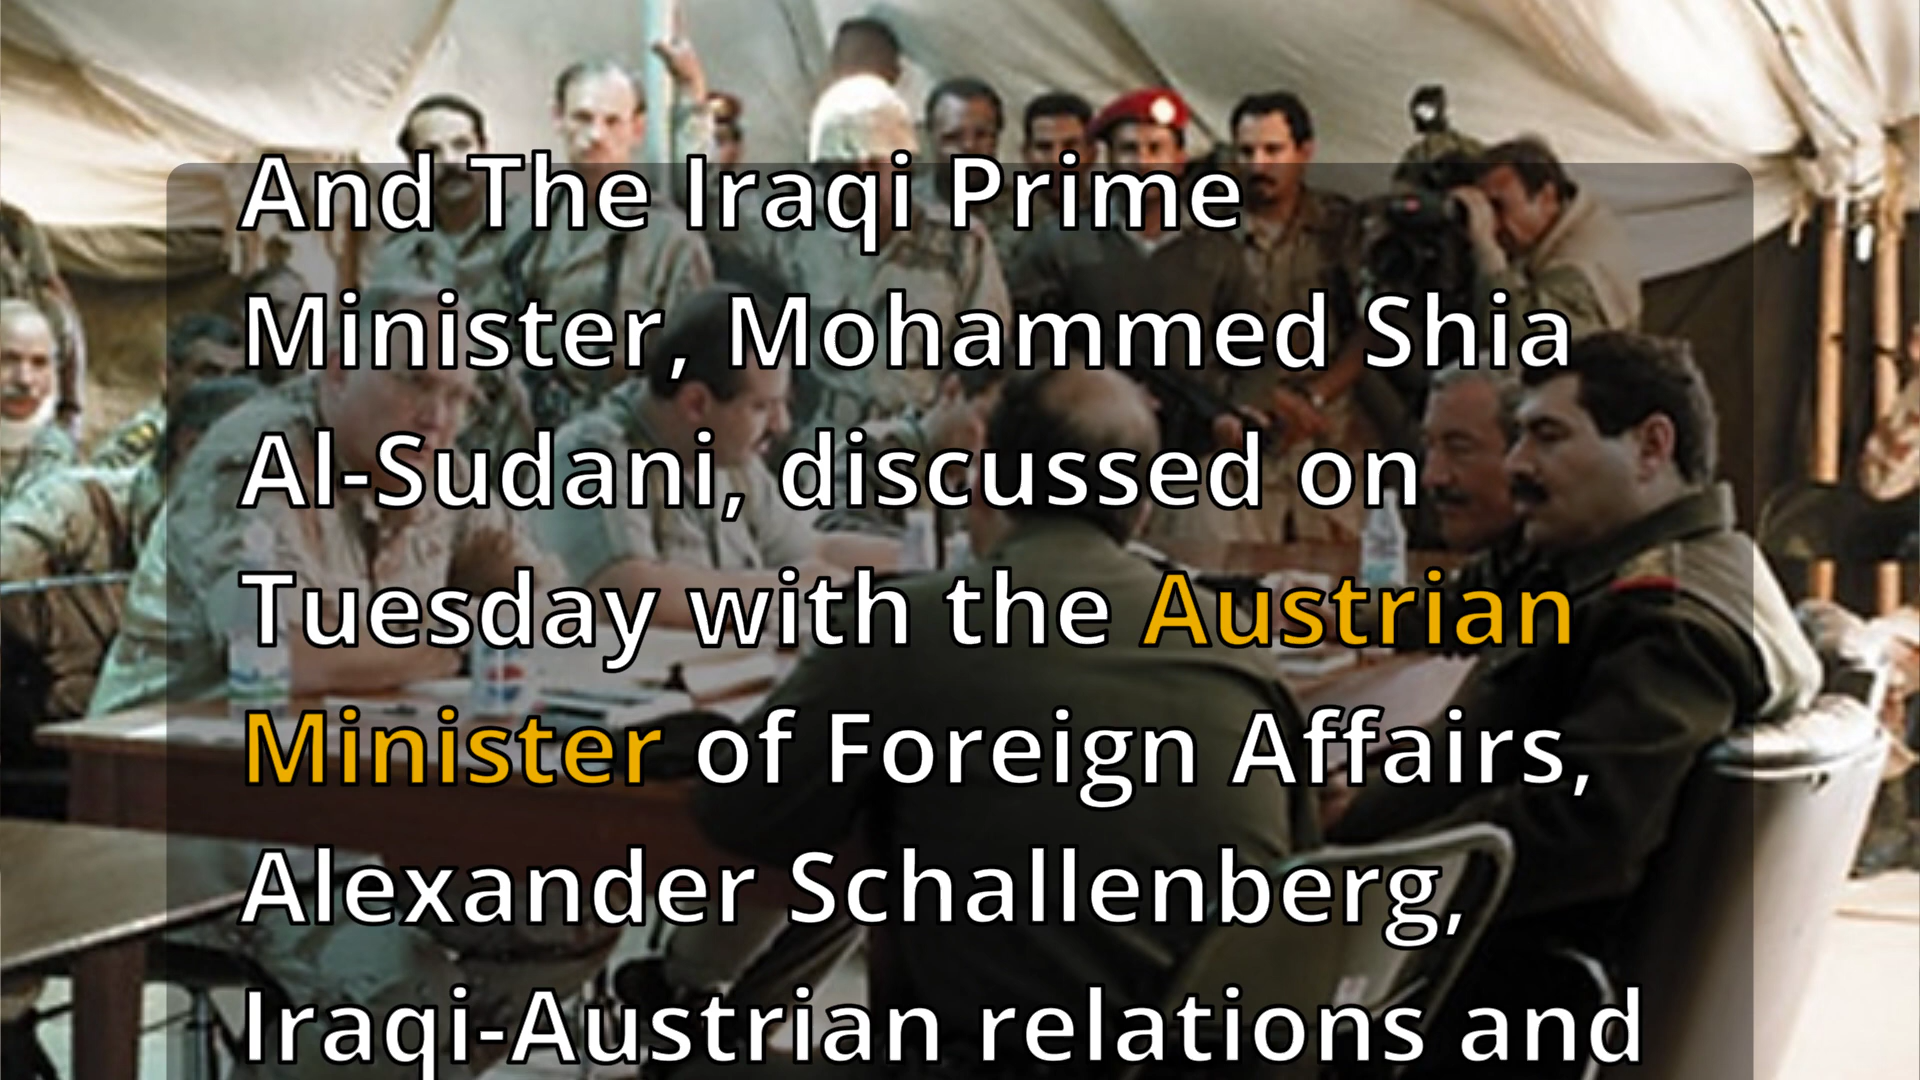 And The Iraqi Prime
Minister, Mohammed Shia
Al-Sudani, discussed on
Tuesday with the Austrian
Minister of Foreign Affairs,
Alexander Schallenberg,
Iraqi-Austrian relations and